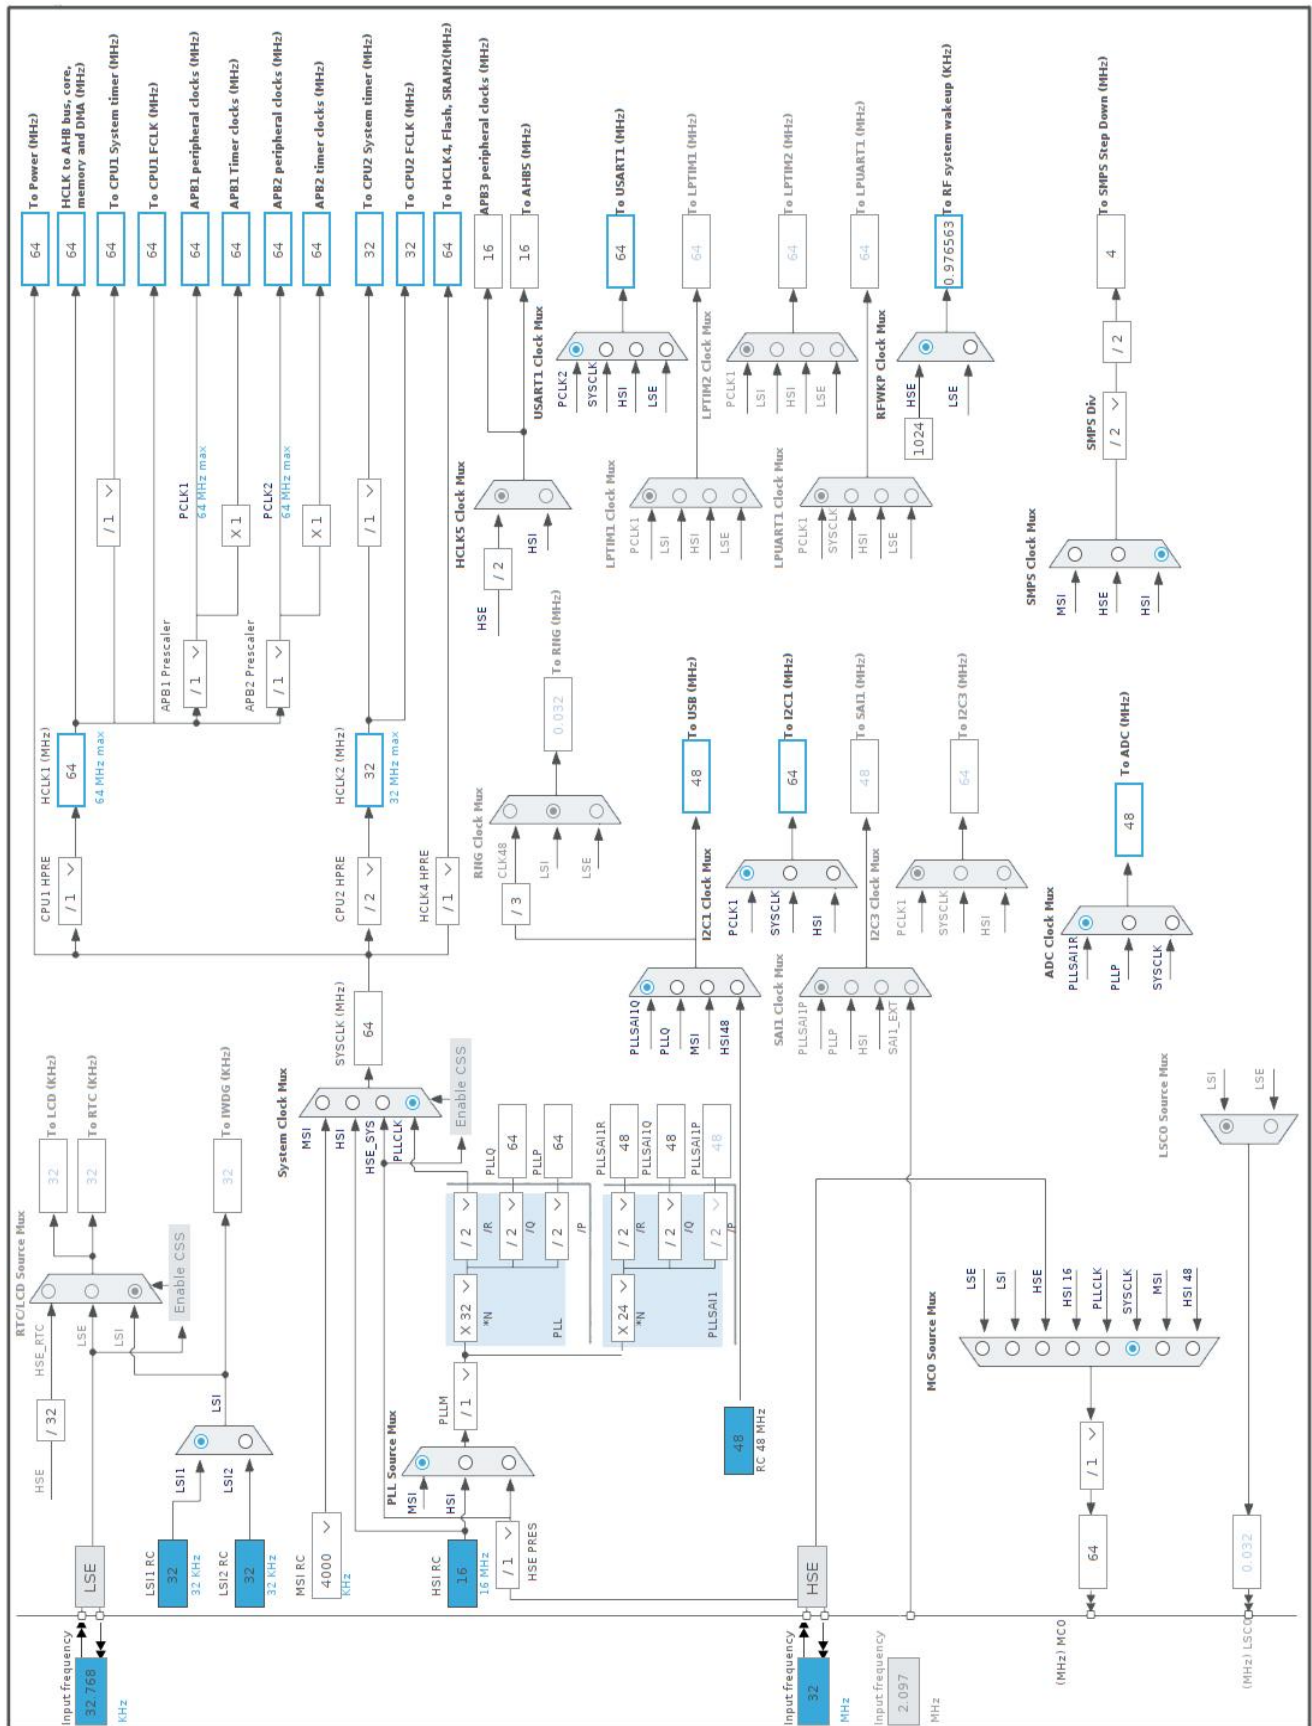 Input frequency
32.768
KHz
LSE
HSE
/ 32
HSE_RTC
LSE
LSI
RTC/LCD Source Mux
Enable CSS
32
To LCD (KHz)
32
To RTC (KHz)
LSI1 RC
32
32 KHz
LSI2 RC
32
32 KHz
LSI1
LSI2
LSI
32
To IWDG (KHz)
MSI RC
4000
KHz
HSI RC
16
16 MHz
/ 1
HSE PRES
PLL Source Mux
MSI
HSI
PLLM
/ 1
X 32
*N
PLL
/ 2
/R
/ 2
/Q
/ 2
/P
PLLQ
64
PLLP
64
X 24
*N
PLLSAI1
/ 2
/R
/ 2
/Q
/ 2
/P
PLLSAI1R
48
PLLSAI1Q
48
PLLSAI1P
48
System Clock Mux
MSI
HSI
HSE_SYS
PLLCLK
Enable CSS
SYSCLK (MHz)
64
CPU1 HPRE
/ 1
HCLK1 (MHz)
64
64 MHz max
CPU2 HPRE
/ 2
HCLK2 (MHz)
32
32 MHz max
HCLK4 HPRE
/ 1
APB1 Prescaler
/ 1
APB2 Prescaler
/ 1
/ 1
PCLK1
64 MHz max
X 1
PCLK2
64 MHz max
X 1
/ 1
64
To Power (MHz)
64
HCLK to AHB bus, core,
memory and DMA (MHz)
64
To CPU1 System timer (MHz)
64
To CPU1 FCLK (MHz)
64
APB1 peripheral clocks (MHz)
64
APB1 Timer clocks (MHz)
64
APB2 peripheral clocks (MHz)
64
APB2 timer clocks (MHz)
32
To CPU2 System timer (MHz)
32
To CPU2 FCLK (MHz)
64
To HCLK4, Flash, SRAM2(MHz)
HSE
/ 2
HSI
HCLK5 Clock Mux
16
APB3 peripheral clocks (MHz)
16
To AHB5 (MHz)
RNG Clock Mux
/ 3
CLK48
LSI
LSE
0.032
To RNG (MHz)
USART1 Clock Mux
PCLK2
SYSCLK
HSI
LSE
64
To USART1 (MHz)
48
RC 48 MHz
PLLSAI1Q
PLLQ
MSI
HSI48
48
To USB (MHz)
LPTIM1 Clock Mux
PCLK1
LSI
HSI
LSE
64
To LPTIM1 (MHz)
I2C1 Clock Mux
PCLK1
SYSCLK
HSI
64
To I2C1 (MHz)
LPTIM2 Clock Mux
PCLK1
LSI
HSI
LSE
64
To LPTIM2 (MHz)
SAI1 Clock Mux
PLLSAI1P
PLLP
HSI
SAI1_EXT
48
To SAI1 (MHz)
LPUART1 Clock Mux
PCLK1
SYSCLK
HSI
LSE
64
To LPUART1 (MHz)
I2C3 Clock Mux
PCLK1
SYSCLK
HSI
64
To I2C3 (MHz)
RFWKP Clock Mux
1024
HSE
LSE
0.976563
To RF system wakeup (KHz)
Input frequency
32
MHz
HSE
Input frequency
2.097
MHz
ADC Clock Mux
PLLSAI1R
PLLP
SYSCLK
48
To ADC (MHz)
SMPS Clock Mux
MSI
HSE
HSI
SMPS Div
/ 2
/ 2
4
To SMPS Step Down (MHz)
MCO Source Mux
LSE
LSI
HSE
HSI 16
PLLCLK
SYSCLK
MSI
HSI 48
/ 1
64
(MHz) MCO
LSCO Source Mux
LSI
LSE
0.032
(MHz) LSCO